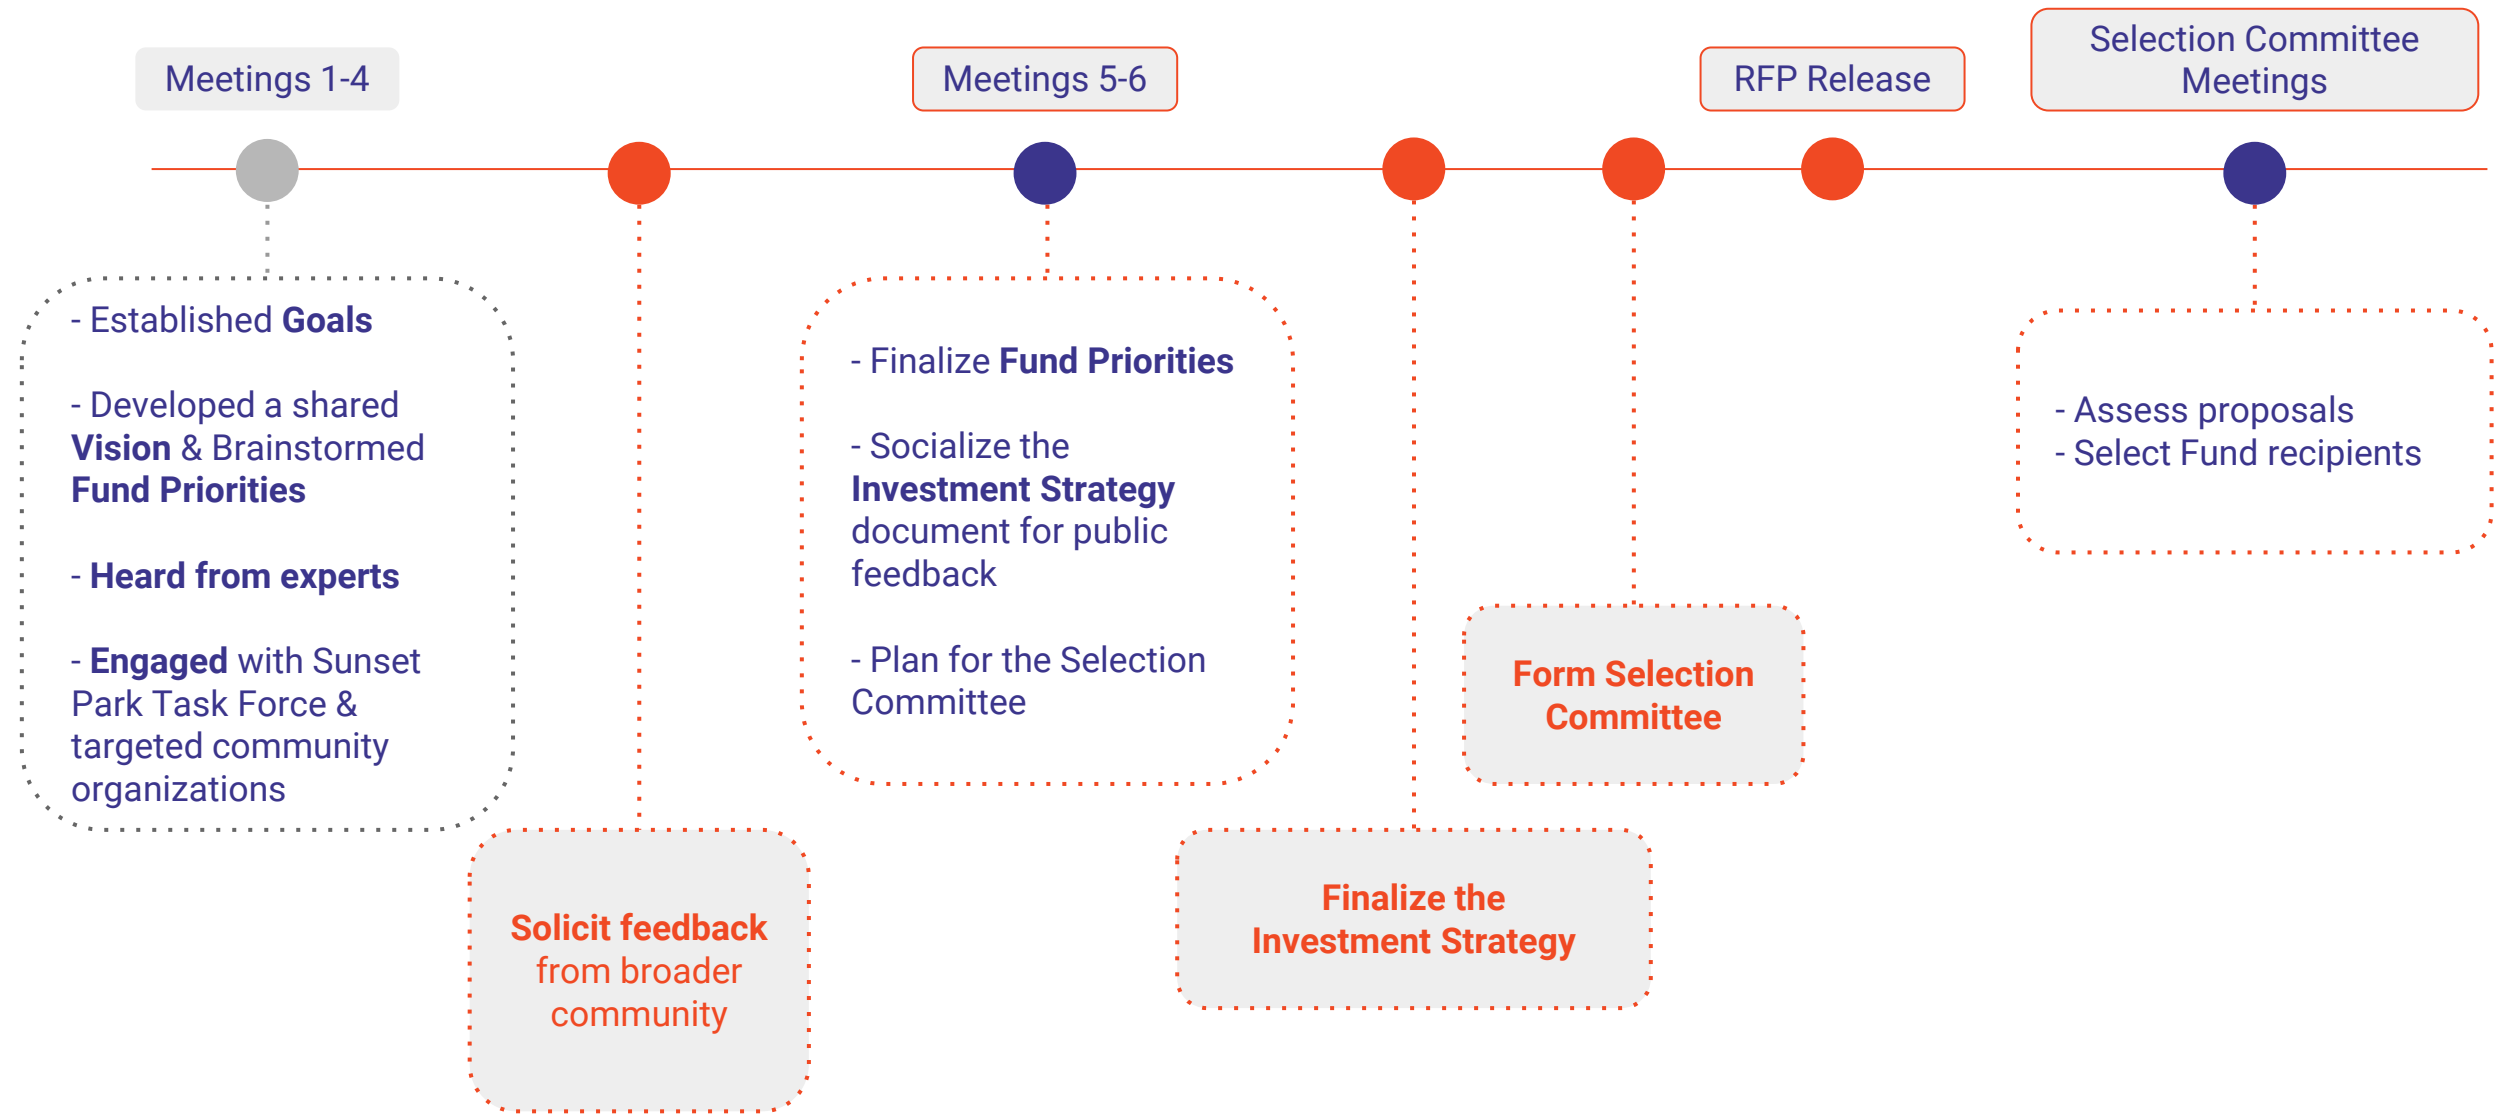 Meetings 1-4
Meetings 5-6
RFP Release
Selection Committee
Meetings
- Established Goals
- Developed a shared
Vision & Brainstormed
Fund Priorities
- Heard from experts
- Engaged with Sunset
Park Task Force &
targeted community
organizations
Solicit feedback
from broader
community
- Finalize Fund Priorities
- Socialize the
Investment Strategy
document for public
feedback
- Plan for the Selection
Committee
Finalize the
Investment Strategy
Form Selection
Committee
- Assess proposals
- Select Fund recipients